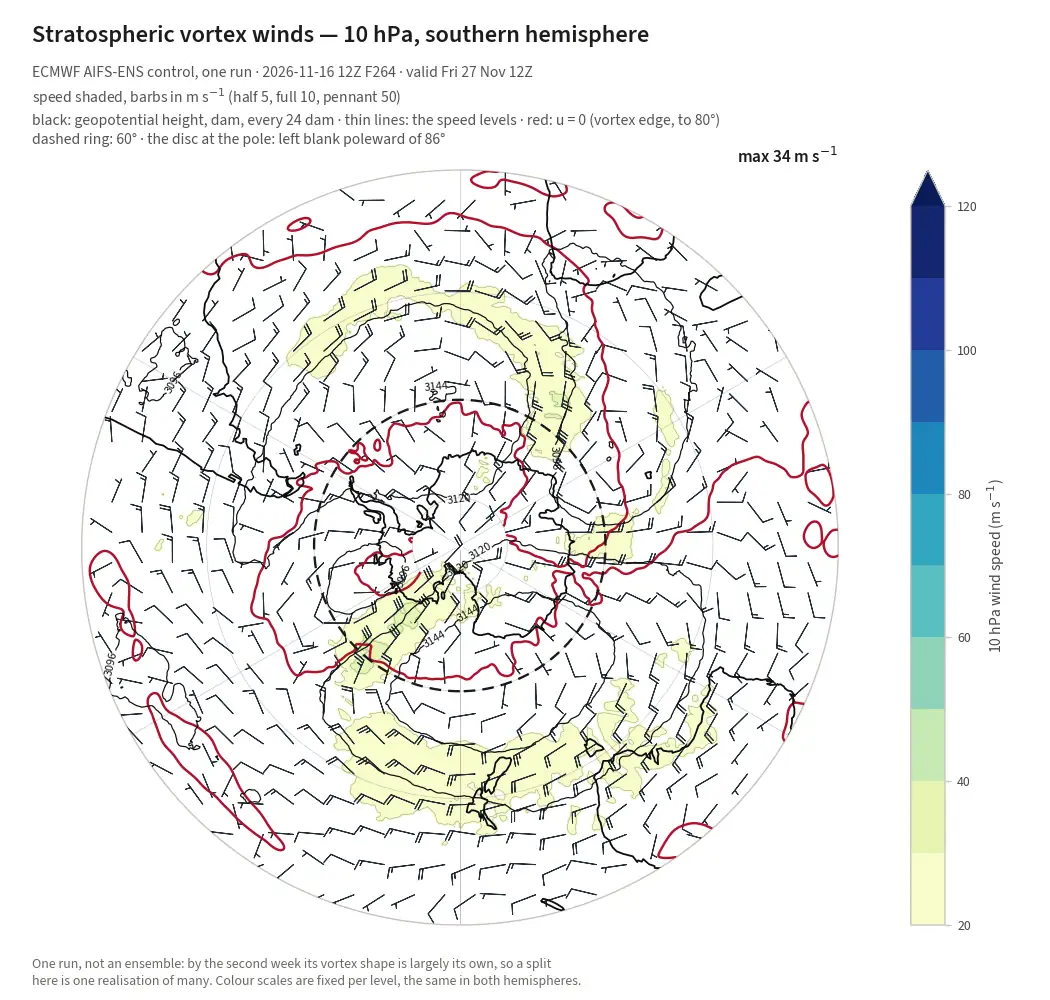 Stratospheric vortex winds — 10 hPa, southern hemisphere
ECMWF AIFS-ENS control, one run · 2026-11-16 12Z F264 · valid Fri 27 Nov 12Z
speed shaded, barbs in m s⁻¹ (half 5, full 10, pennant 50)
black: geopotential height, dam, every 24 dam · thin lines: the speed levels · red: u = 0 (vortex edge, to 80°)
dashed ring: 60° · the disc at the pole: left blank poleward of 86°
max 34 m s⁻¹
120
100
80
60
40
20
10 hPa wind speed (m s⁻¹)
3096
3144
3096
3120
3120
3120
3096
3144
3144
3096
One run, not an ensemble: by the second week its vortex shape is largely its own, so a split
here is one realisation of many. Colour scales are fixed per level, the same in both hemispheres.